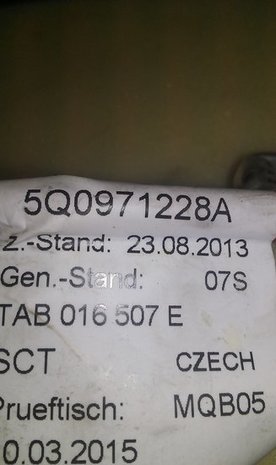 5Q0971228A
z.-Stand: 23.08.2013
Gen.-Stand: 07S
TAB 016 507 E
SCT CZECH
Prueftisch: MQB05
0.03.2015